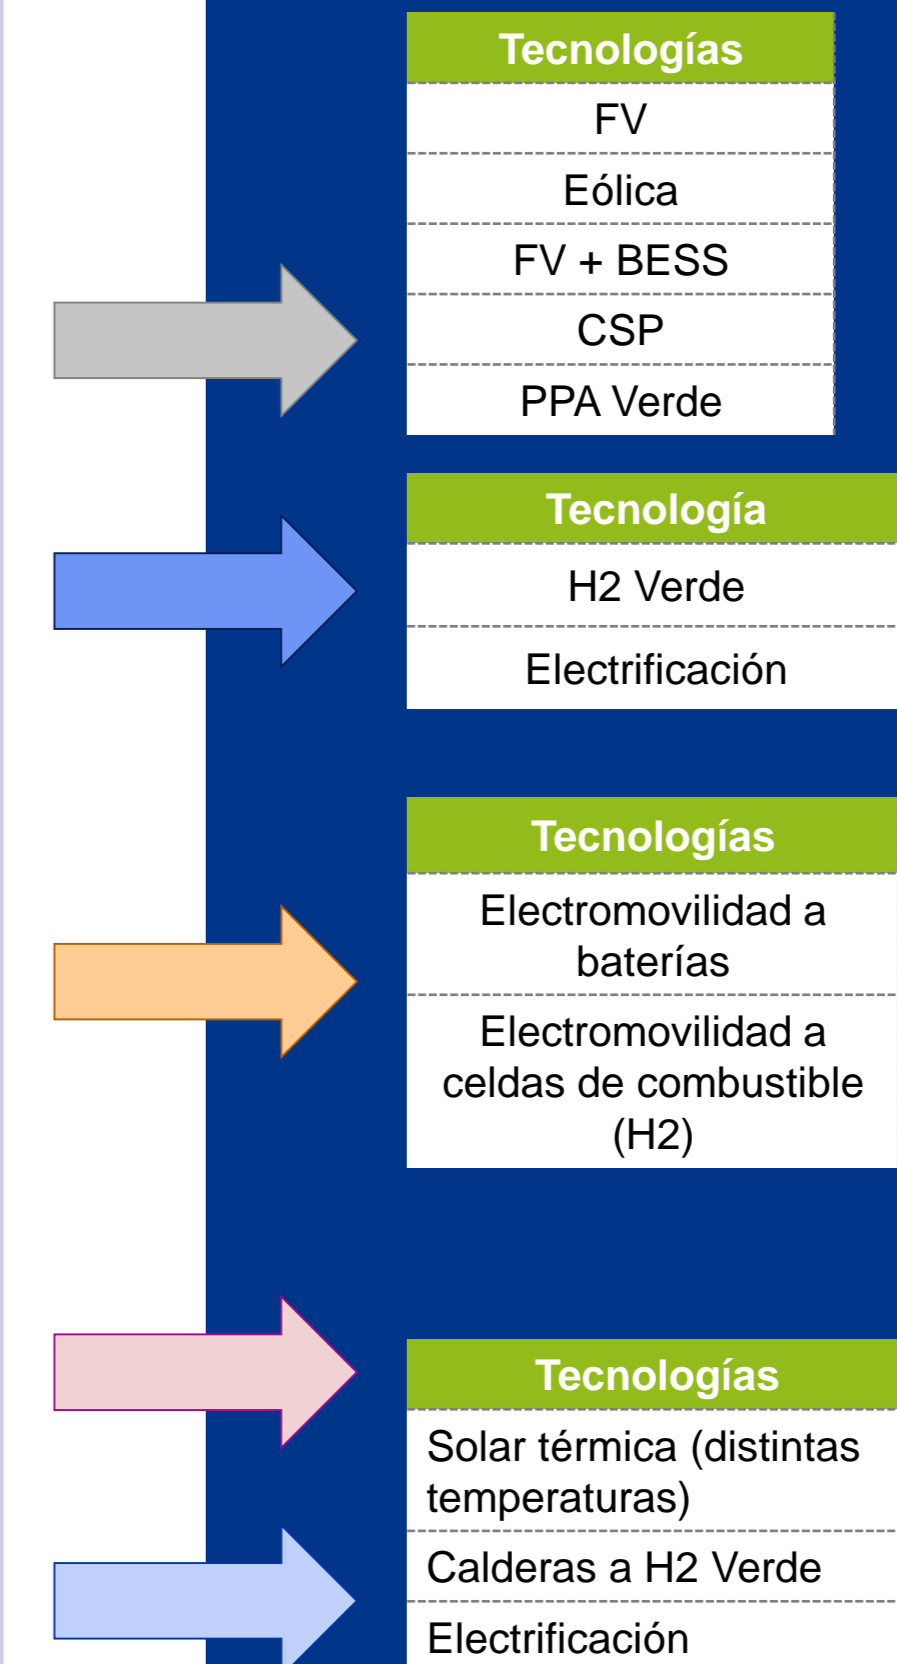 Tecnologías
FV
Eólica
FV + BESS
CSP
PPA Verde
Tecnología
H2 Verde
Electrificación
Tecnologías
Electromovilidad a
baterías
Electromovilidad a
celdas de combustible
(H2)
Tecnologías
Solar térmica (distintas
temperaturas)
Calderas a H2 Verde
Electrificación